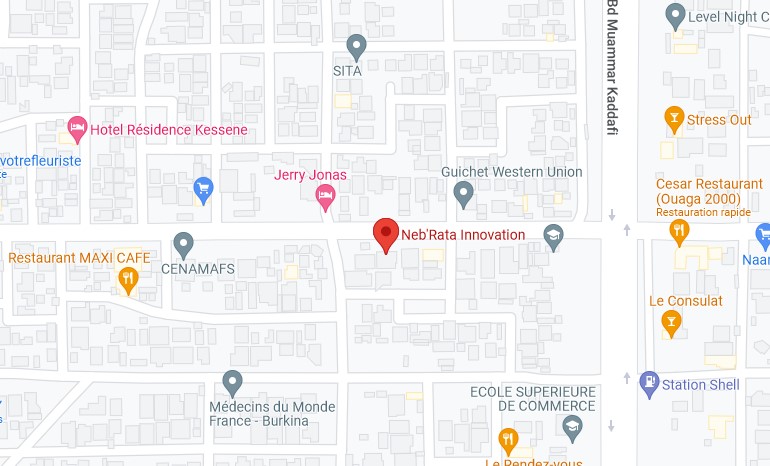 Level Night C
Bd Muammar Kaddafi
SITA
Stress Out
Hotel Résidence Kessene
votrefleuriste
te
Guichet Western Union
Jerry Jonas
Cesar Restaurant
(Ouaga 2000)
Restauration rapide
Neb'Rata Innovation
Restaurant MAXI CAFE
CENAMAFS
Naar
Le Consulat
Station Shell
ECOLE SUPERIEURE
DE COMMERCE
Médecins du Monde
France - Burkina
s
Le Rendez-vous